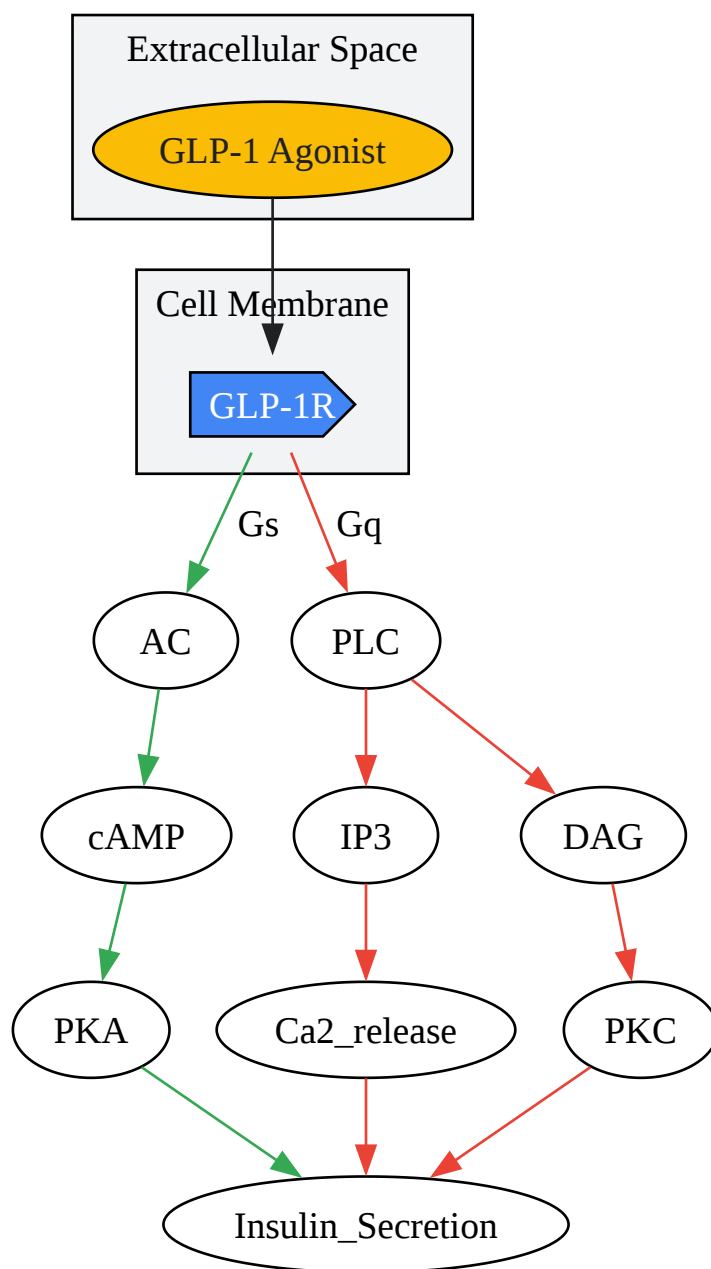 Extracellular Space
GLP-1 Agonist
Cell Membrane
GLP-1R
Gs
Gq
AC
PLC
cAMP
IP3
DAG
PKA
Ca2_release
PKC
Insulin_Secretion